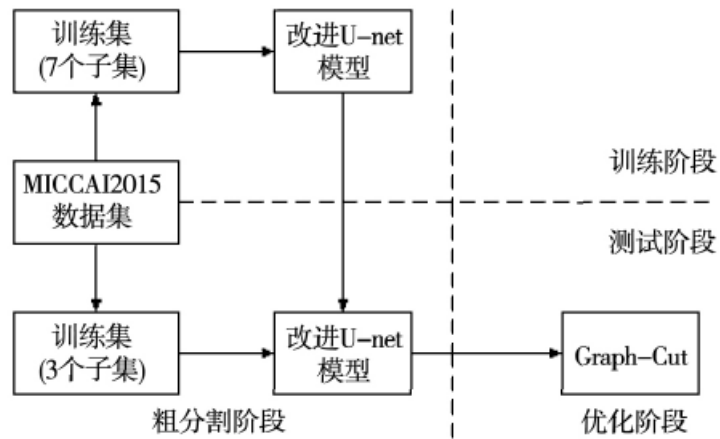 训练集
(7个子集)
改进U-net
模型
MICCAI2015
数据集
训练阶段
测试阶段
训练集
(3个子集)
改进U-net
模型
Graph-Cut
粗分割阶段
优化阶段